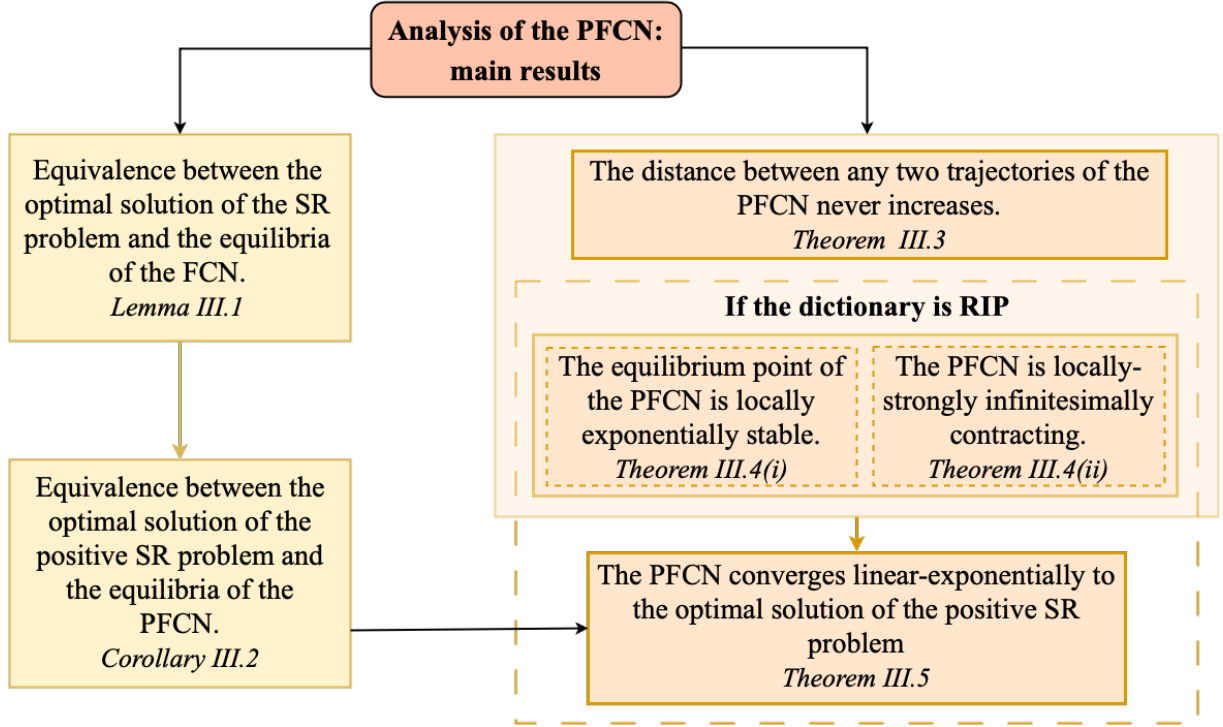 Analysis of the PFCN:
main results
Equivalence between the
optimal solution of the SR
problem and the equilibria
of the FCN.
Lemma III.1
Equivalence between the
optimal solution of the
positive SR problem and
the equilibria of the
PFCN.
Corollary III.2
The distance between any two trajectories of the
PFCN never increases.
Theorem III.3
If the dictionary is RIP
The equilibrium point of
the PFCN is locally
exponentially stable.
Theorem III.4(i)
The PFCN is locally-
strongly infinitesimally
contracting.
Theorem III.4(ii)
The PFCN converges linear-exponentially to
the optimal solution of the positive SR
problem
Theorem III.5